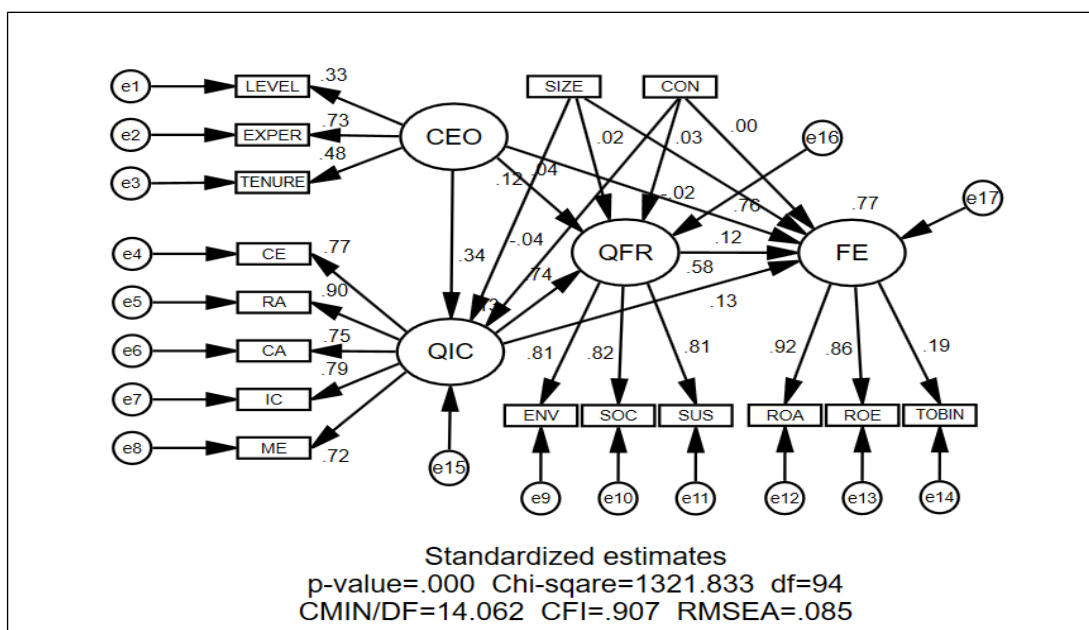 SIZE CON
e1 LEVEL .33
.00
e2 EXPER .73 CEO .02 .03 e16
.48
e3 TENURE .12 .04 -.02 .76 .77 e17
e4 CE .77 .34 -.04 QFR .12 FE
.90 .74 .58
e5 RA .13
e6 CA .75 QIC .81 .82 .81 .92 .86 .19
.79
e7 IC ENV SOC SUS ROA ROE TOBIN
e8 ME .72
e15 e9 e10 e11 e12 e13 e14
Standardized estimates
p-value=.000 Chi-sqare=1321.833 df=94
CMIN/DF=14.062 CFI=.907 RMSEA=.085